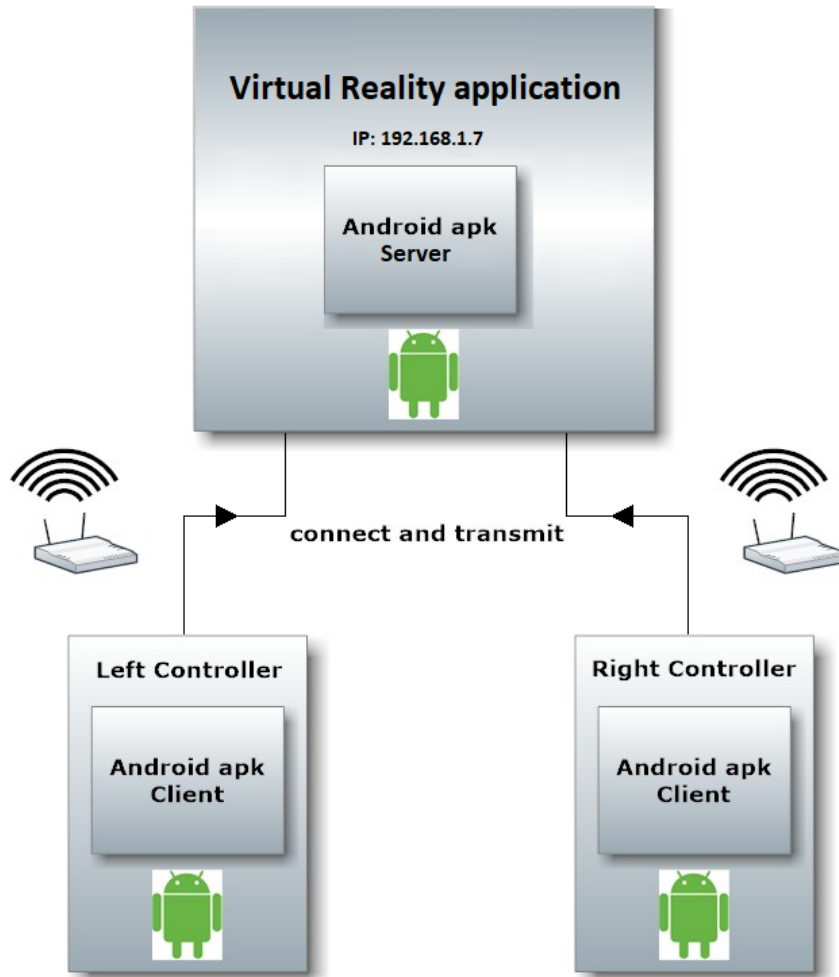 Virtual Reality application
IP: 192.168.1.7
Android apk
Server
connect and transmit
Left Controller
Android apk
Client
Right Controller
Android apk
Client